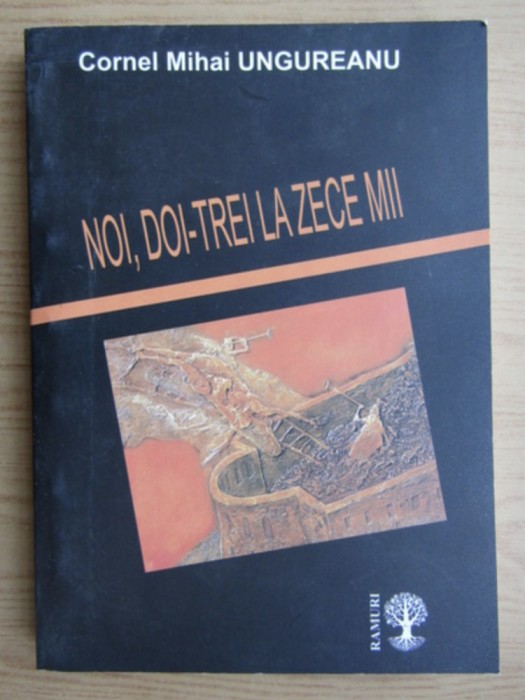 Cornel Mihai UNGUREANU
NOI, DOI-TREI LA ZECE MII
RAMURI